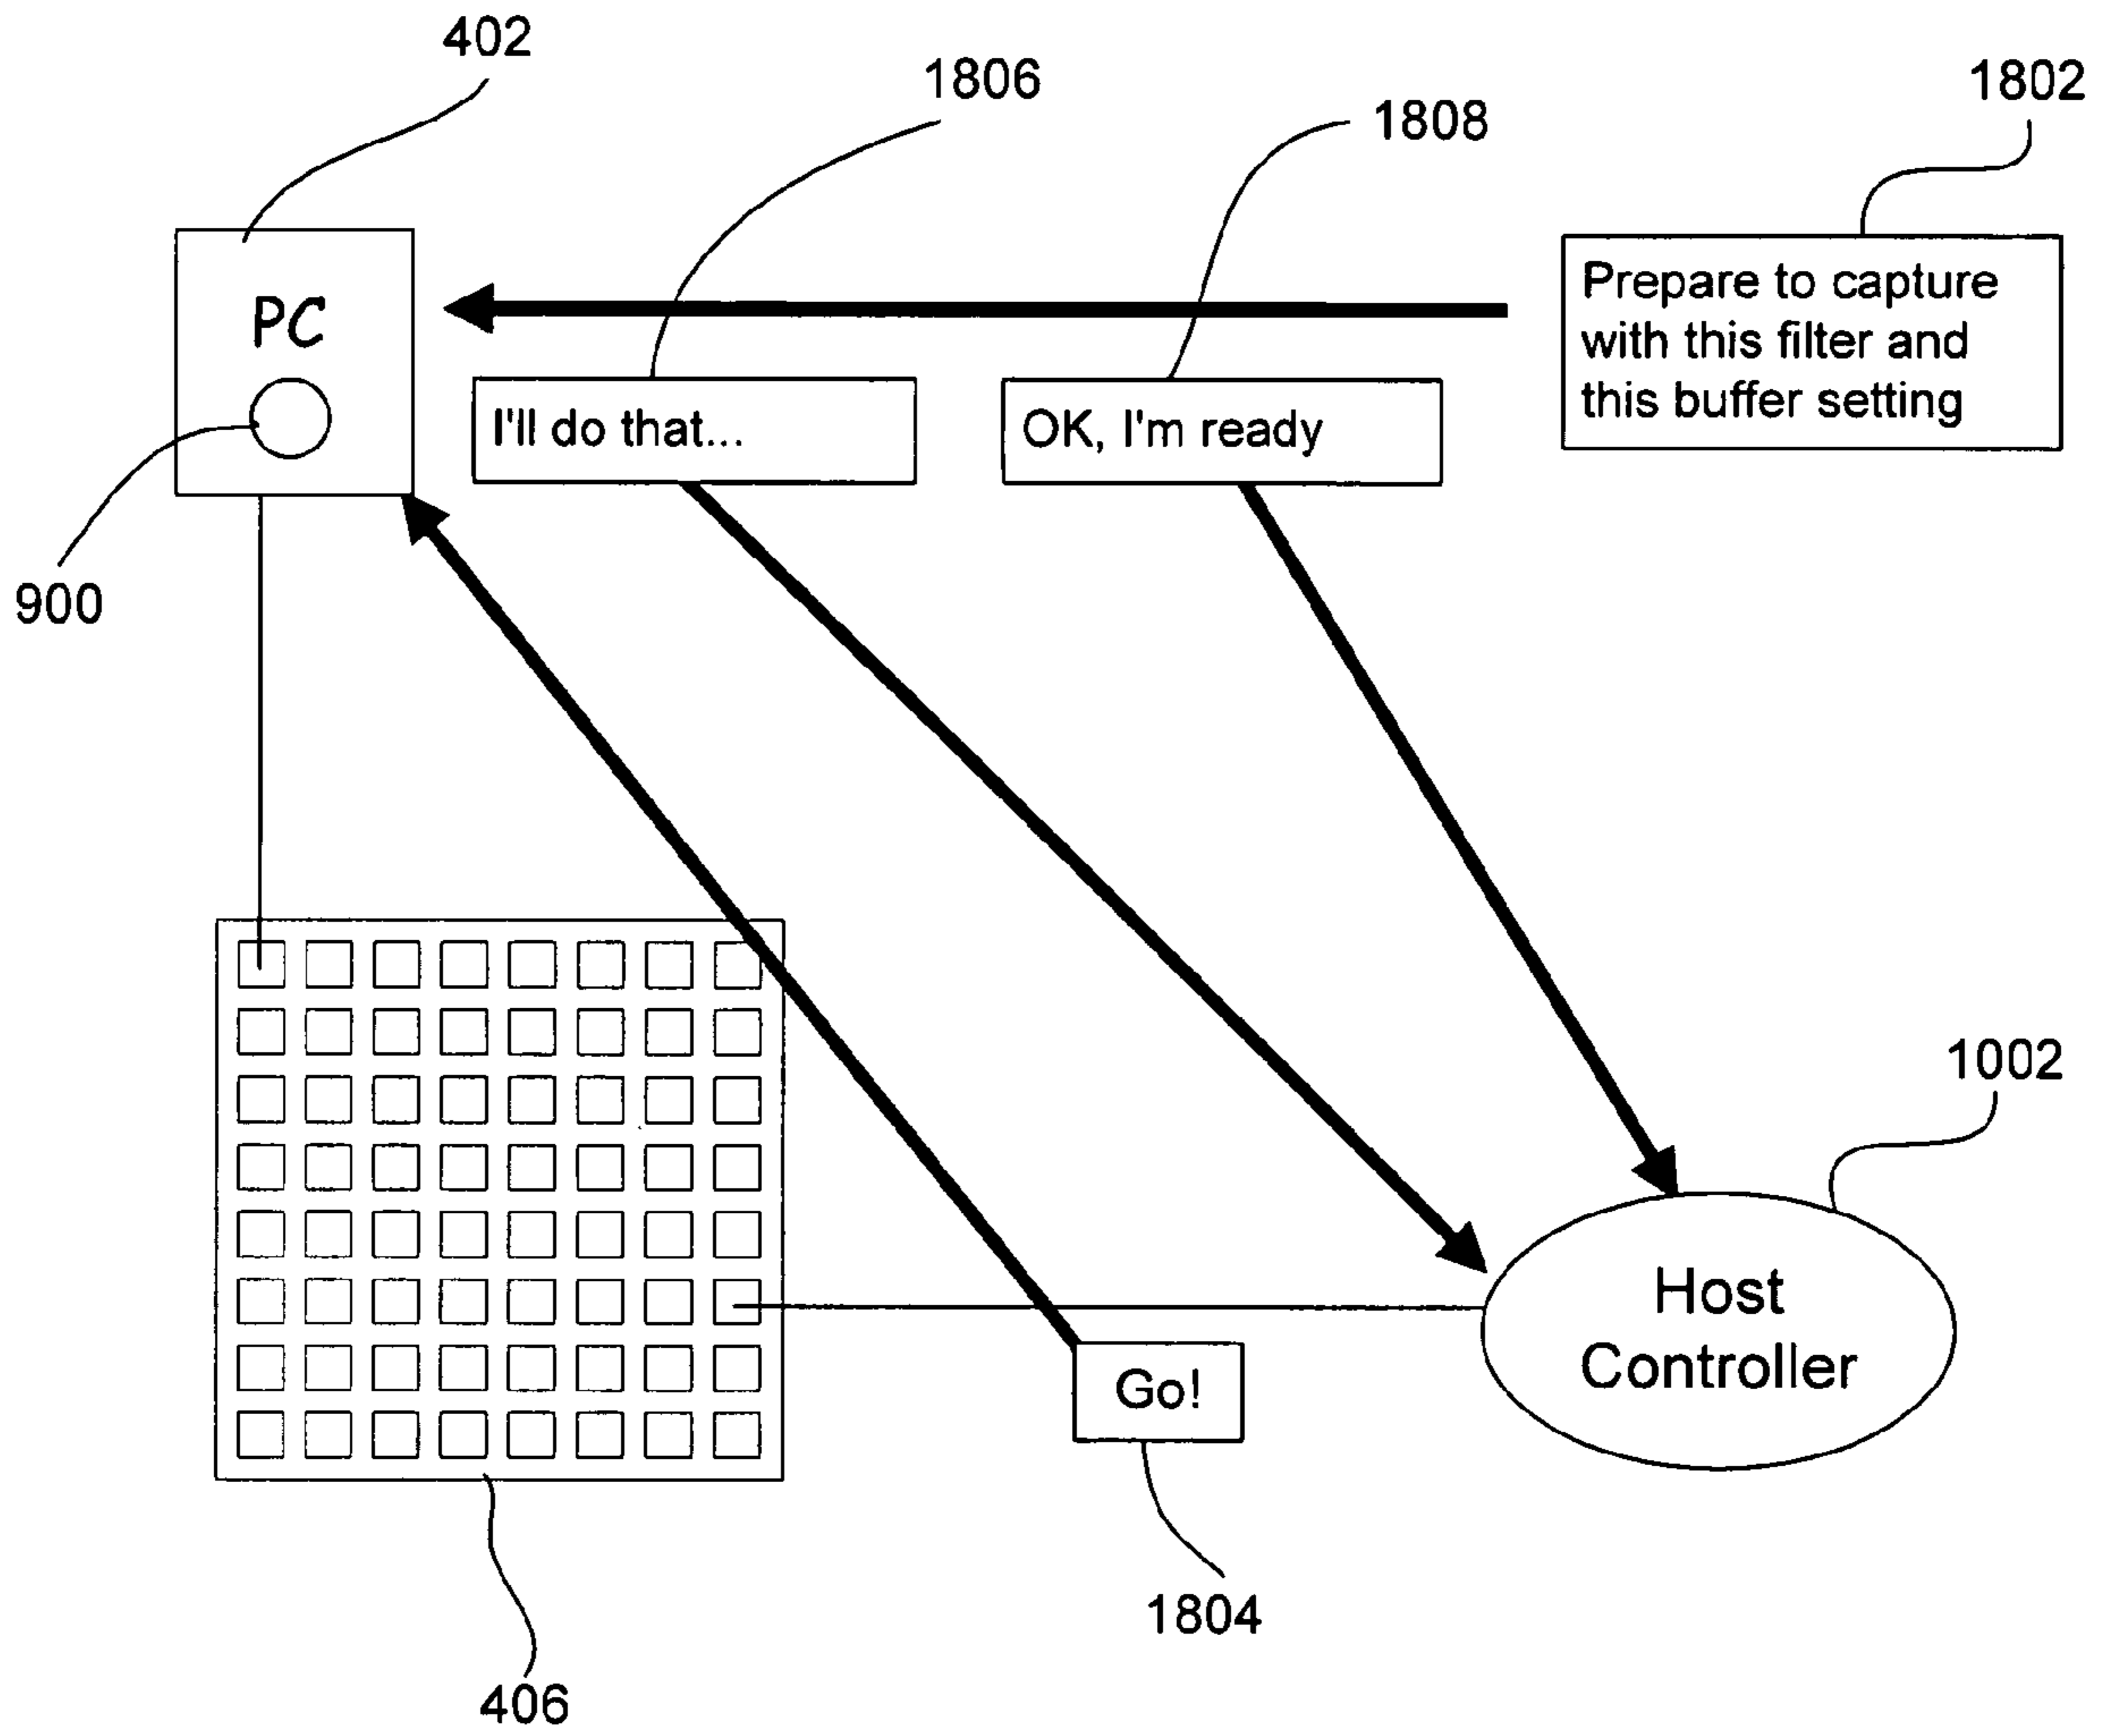 402
1806
1808
1802
PC
Prepare to capture
with this filter and
this buffer setting
I'll do that...
OK, I'm ready
900
1002
Host
Controller
Go!
1804
406